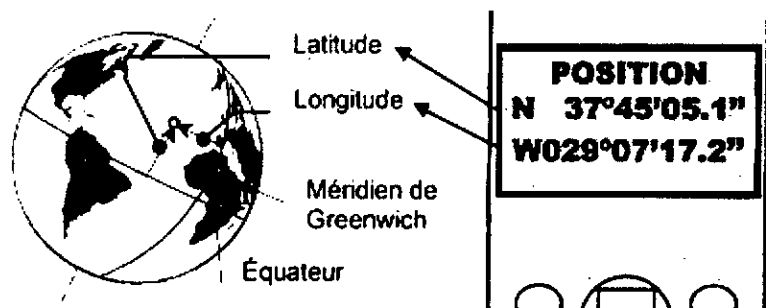 Latitude
Longitude
Méridien de
Greenwich
Équateur
POSITION
N 37°45'05.1"
W029°07'17.2"